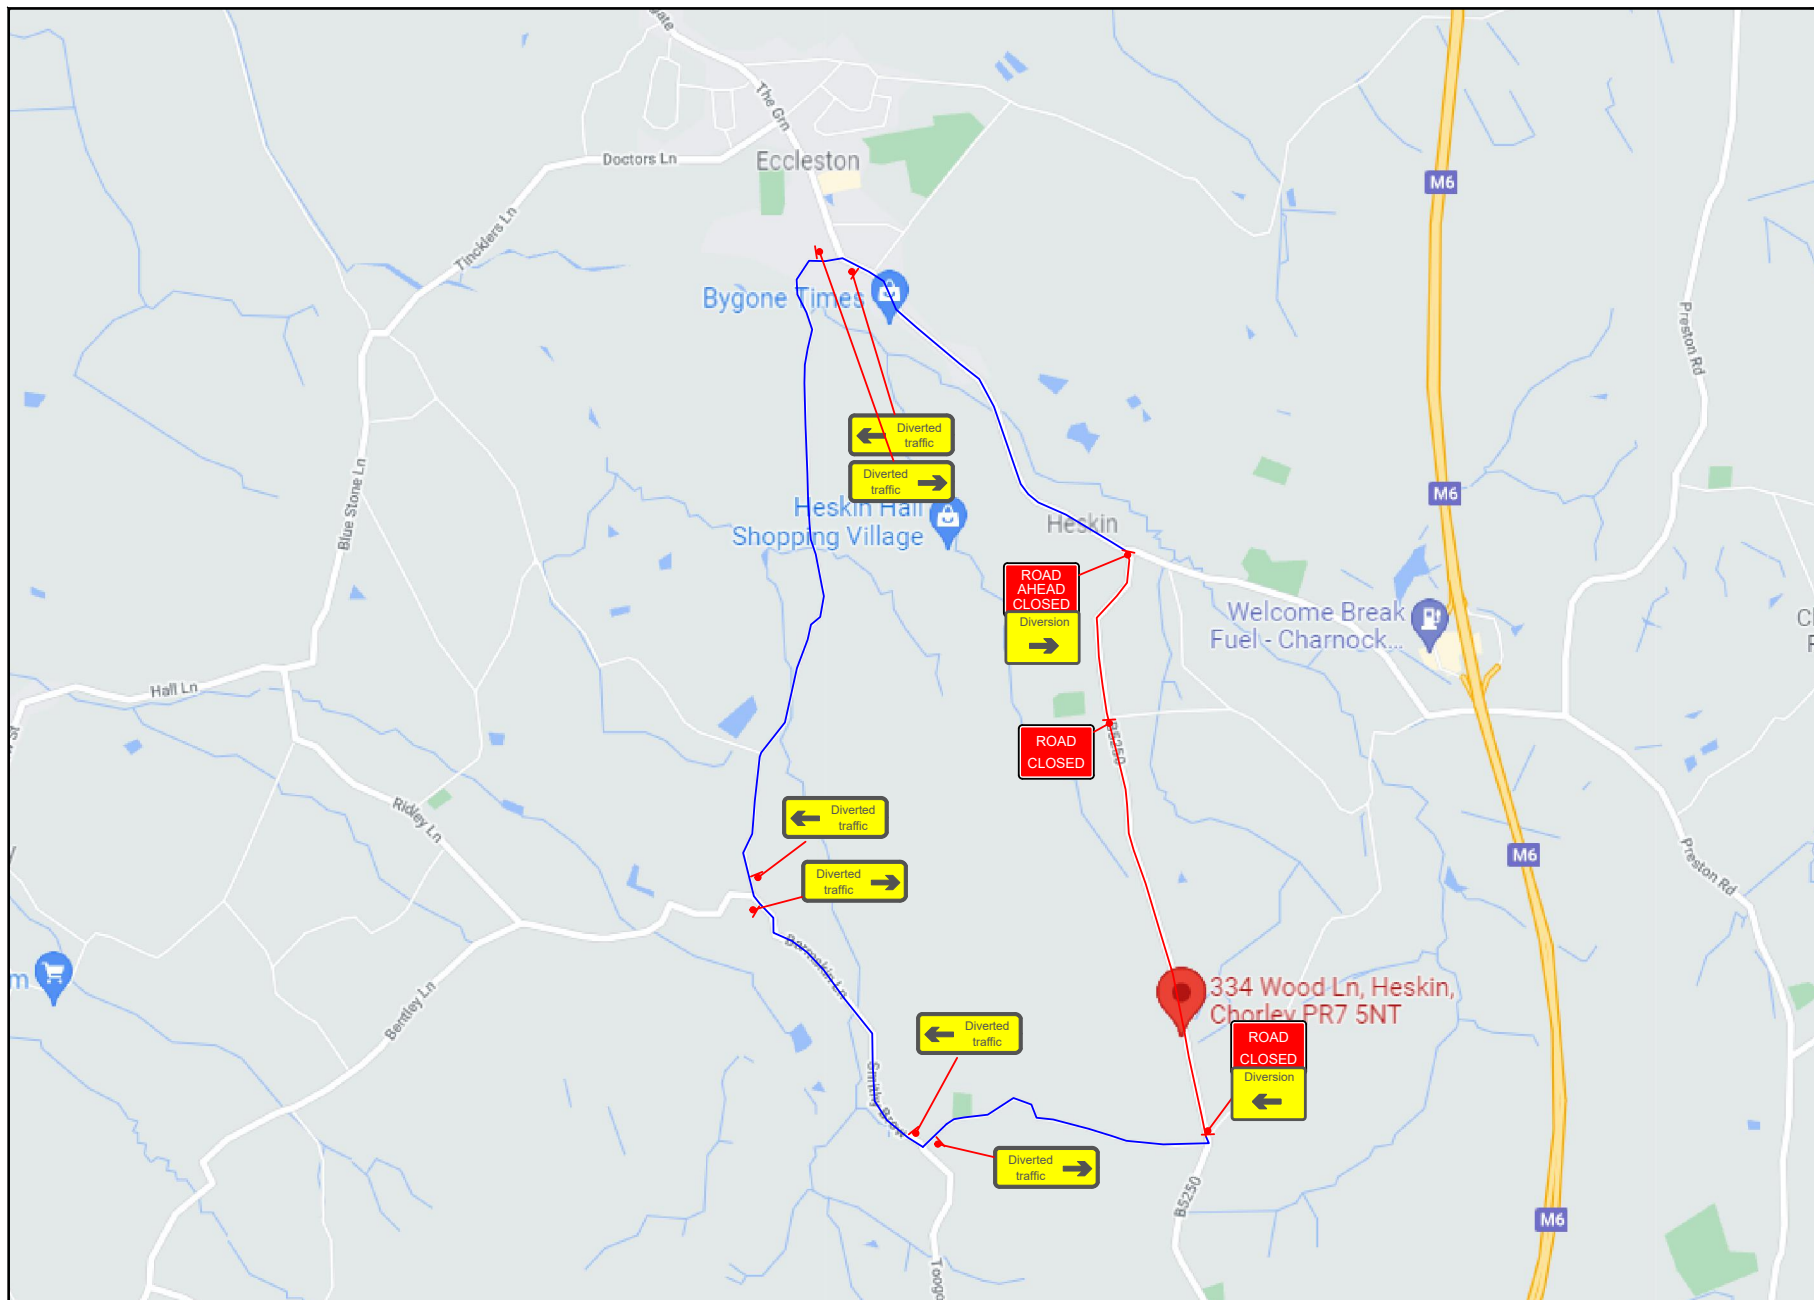 The Grn
Doctors Ln
Eccleston
M6
Tincklers Ln
Bygone Times
Preston Rd
Diverted
traffic
Diverted
traffic
M6
Heskin Hall
Shopping Village
Blue Stone Ln
Heskin
ROAD
AHEAD
CLOSED
Diversion
Welcome Break
Fuel - Charnock...
Hall Ln
ROAD
CLOSED
B5250
Ridley Ln
Diverted
traffic
M6
Diverted
traffic
Preston Rd
Barmskin Ln
Bentley Ln
334 Wood Ln, Heskin,
Chorley PR7 5NT
Diverted
traffic
ROAD
CLOSED
Diversion
Smithy Brow
Diverted
traffic
B5250
M6